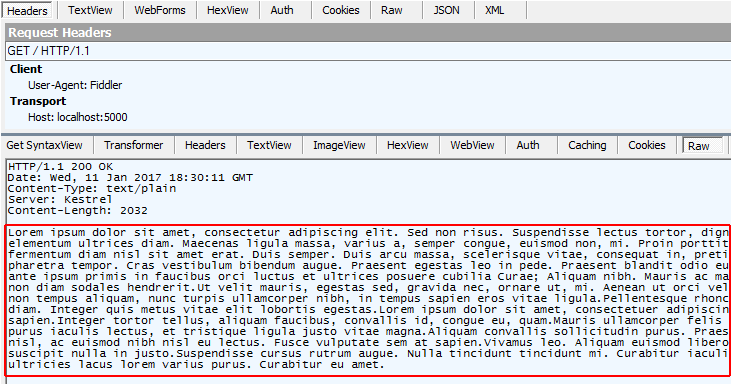 Headers TextView WebForms HexView Auth Cookies Raw JSON XML
Request Headers
GET / HTTP/1.1
Client
User-Agent: Fiddler
Transport
Host: localhost:5000
Get SyntaxView Transformer Headers TextView ImageView HexView WebView Auth Caching Cookies Raw
HTTP/1.1 200 OK
Date: Wed, 11 Jan 2017 18:30:11 GMT
Content-Type: text/plain
Server: Kestrel
Content-Length: 2032
Lorem ipsum dolor sit amet, consectetur adipiscing elit. Sed non risus. Suspendisse lectus tortor, dign
elementum ultrices diam. Maecenas ligula massa, varius a, semper congue, euismod non, mi. Proin porttit
fermentum diam nisl sit amet erat. Duis semper. Duis arcu massa, scelerisque vitae, consequat in, preti
pharetra tempor. Cras vestibulum bibendum augue. Praesent egestas leo in pede. Praesent blandit odio eu
ante ipsum primis in faucibus orci luctus et ultrices posuere cubilia Curae; Aliquam nibh. Mauris ac ma
non diam sodales hendrerit.Ut velit mauris, egestas sed, gravida nec, ornare ut, mi. Aenean ut orci vel
non tempus aliquam, nunc turpis ullamcorper nibh, in tempus sapien eros vitae ligula.Pellentesque rhonc
diam. Integer quis metus vitae elit lobortis egestas.Lorem ipsum dolor sit amet, consectetuer adipiscin
sapien.Integer tortor tellus, aliquam faucibus, convallis id, congue eu, quam.Mauris ullamcorper felis
purus iaculis lectus, et tristique ligula justo vitae magna.Aliquam convallis sollicitudin purus. Praes
nisl, ac euismod nibh nisl eu lectus. Fusce vulputate sem at sapien.Vivamus leo. Aliquam euismod libero
suscipit nulla in justo.Suspendisse cursus rutrum augue. Nulla tincidunt tincidunt mi. Curabitur iaculi
ultricies lacus lorem varius purus. Curabitur eu amet.